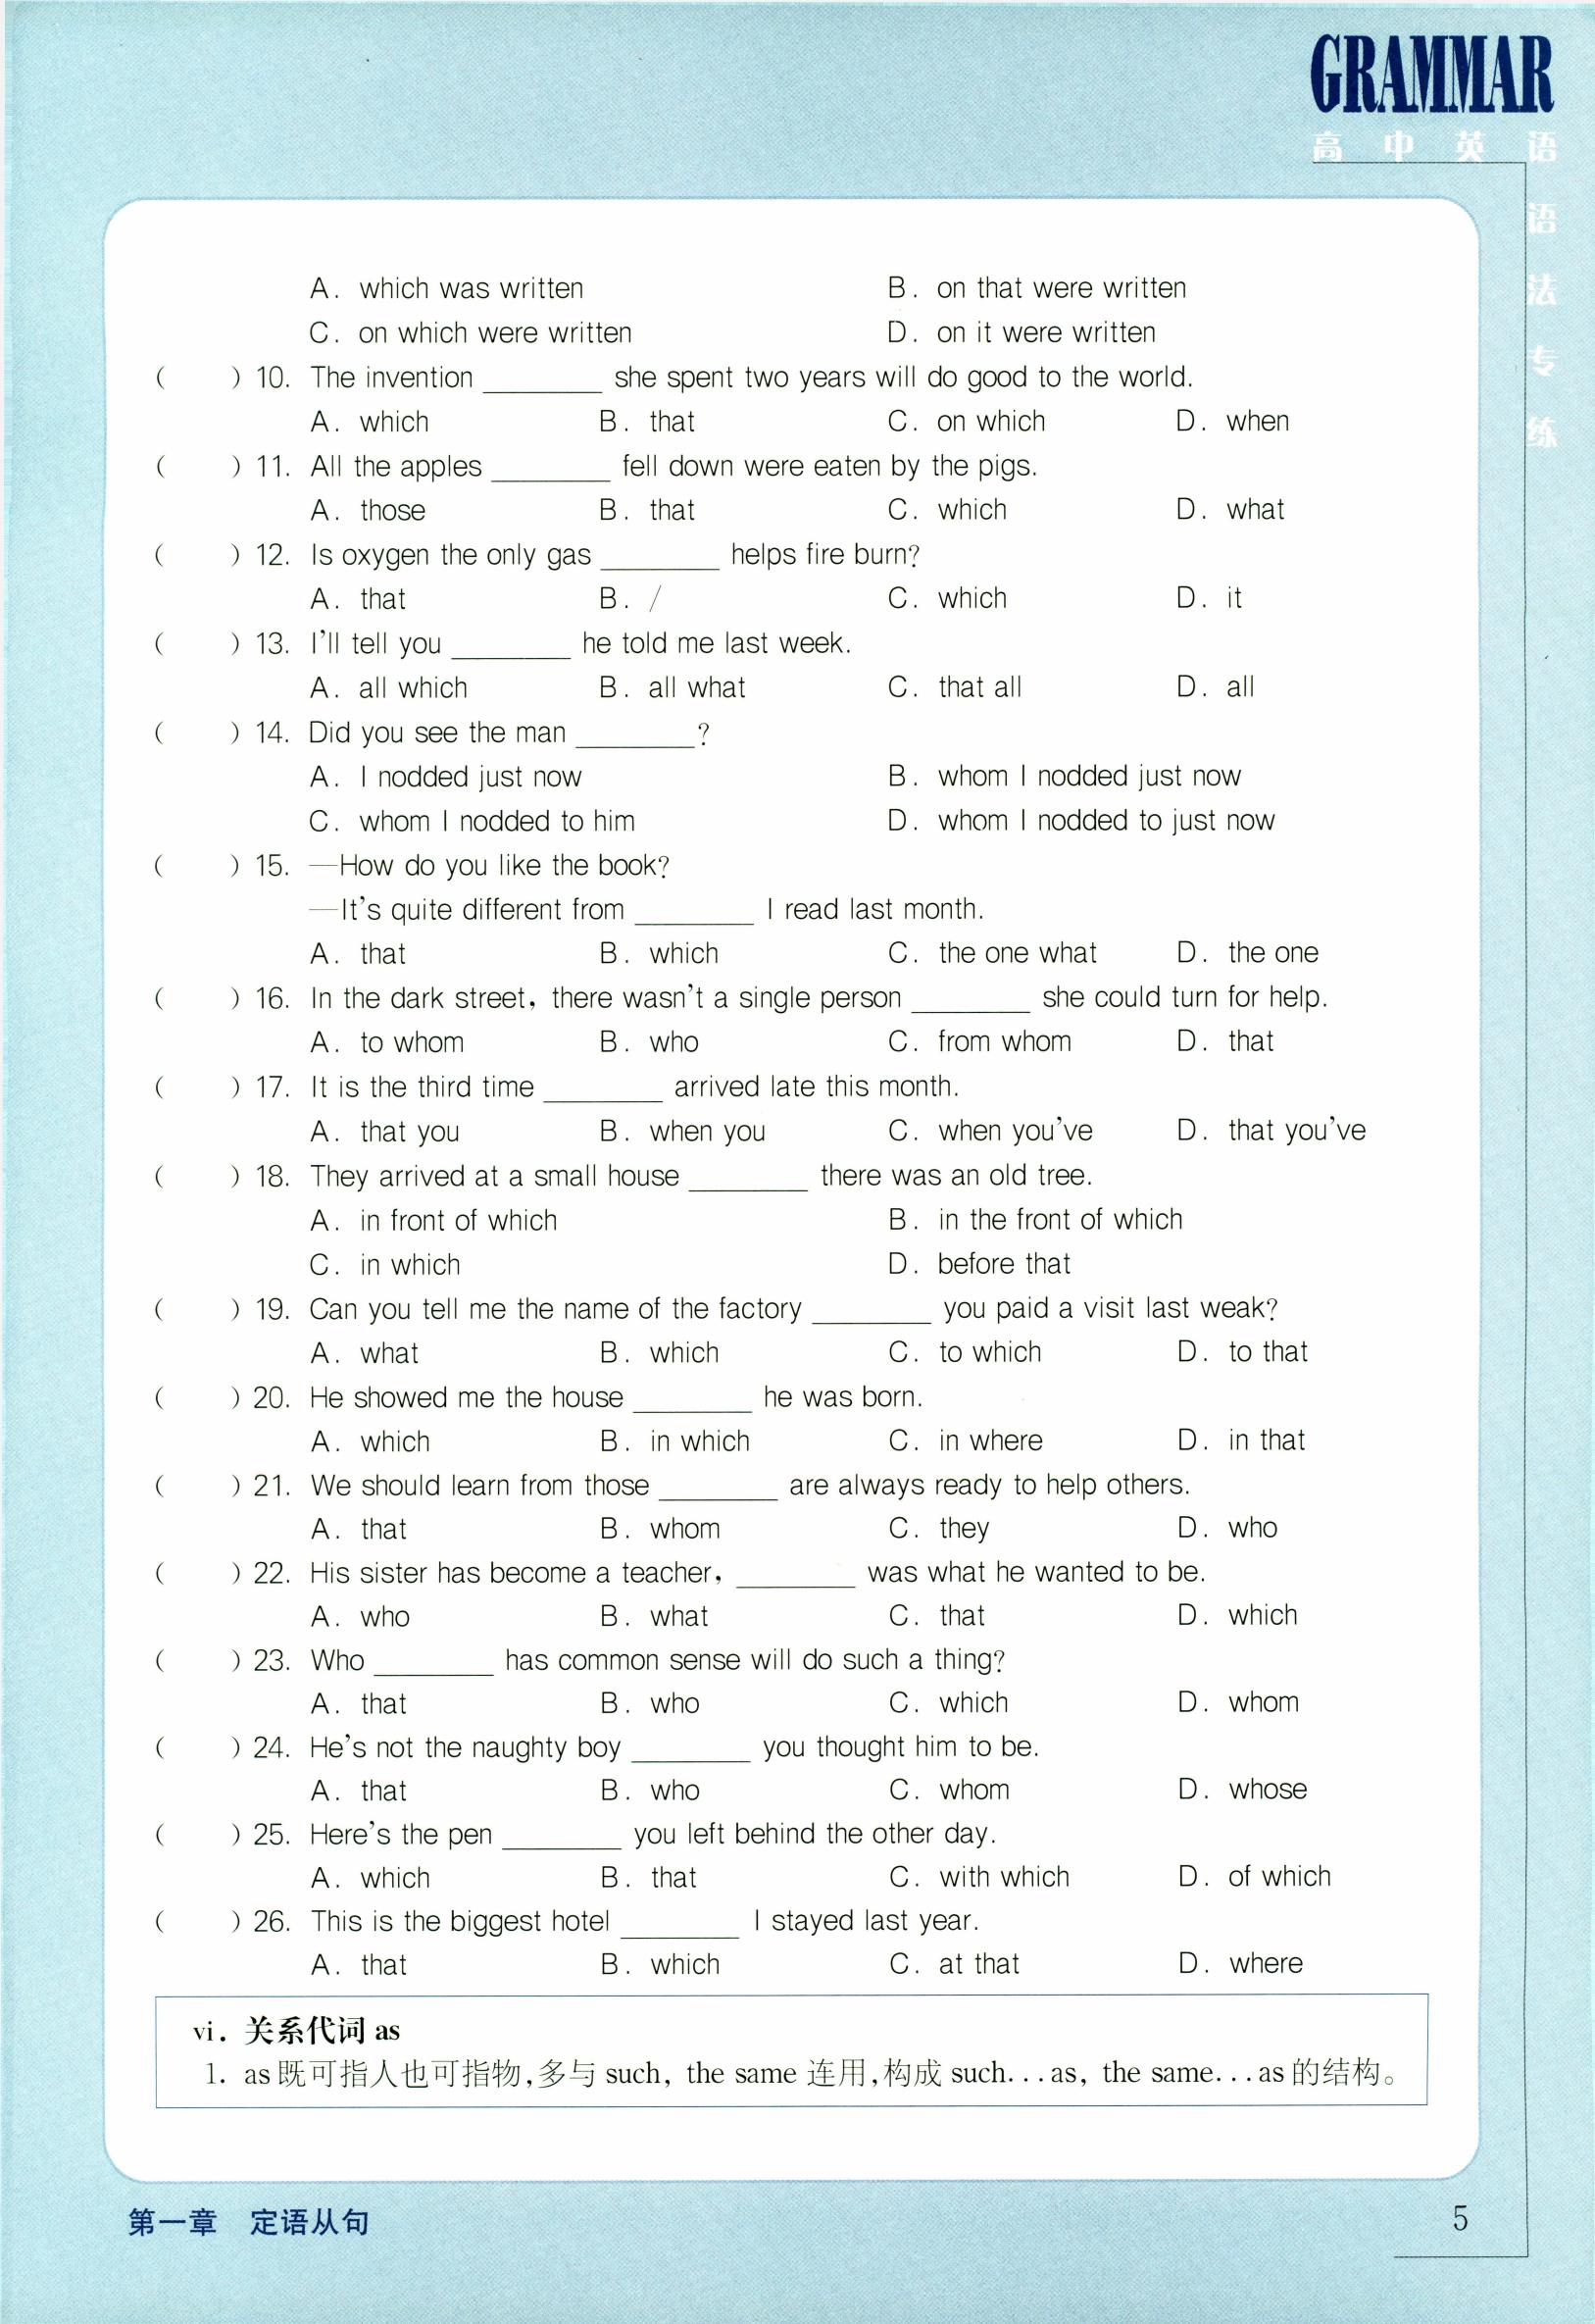 GRAMMAR
高中英语语法专练
A. which was written B. on that were written
C. on which were written D. on it were written
( ) 10. The invention ________ she spent two years will do good to the world.
A. which B. that C. on which D. when
( ) 11. All the apples ________ fell down were eaten by the pigs.
A. those B. that C. which D. what
( ) 12. Is oxygen the only gas ________ helps fire burn?
A. that B. / C. which D. it
( ) 13. I'll tell you ________ he told me last week.
A. all which B. all what C. that all D. all
( ) 14. Did you see the man ________?
A. I nodded just now B. whom I nodded just now
C. whom I nodded to him D. whom I nodded to just now
( ) 15. —How do you like the book?
—It's quite different from ________ I read last month.
A. that B. which C. the one what D. the one
( ) 16. In the dark street, there wasn't a single person ________ she could turn for help.
A. to whom B. who C. from whom D. that
( ) 17. It is the third time ________ arrived late this month.
A. that you B. when you C. when you've D. that you've
( ) 18. They arrived at a small house ________ there was an old tree.
A. in front of which B. in the front of which
C. in which D. before that
( ) 19. Can you tell me the name of the factory ________ you paid a visit last weak?
A. what B. which C. to which D. to that
( ) 20. He showed me the house ________ he was born.
A. which B. in which C. in where D. in that
( ) 21. We should learn from those ________ are always ready to help others.
A. that B. whom C. they D. who
( ) 22. His sister has become a teacher, ________ was what he wanted to be.
A. who B. what C. that D. which
( ) 23. Who ________ has common sense will do such a thing?
A. that B. who C. which D. whom
( ) 24. He's not the naughty boy ________ you thought him to be.
A. that B. who C. whom D. whose
( ) 25. Here's the pen ________ you left behind the other day.
A. which B. that C. with which D. of which
( ) 26. This is the biggest hotel ________ I stayed last year.
A. that B. which C. at that D. where
vi. 关系代词 as
1. as既可指人也可指物,多与 such, the same 连用,构成 such...as, the same...as 的结构。
第一章 定语从句
5